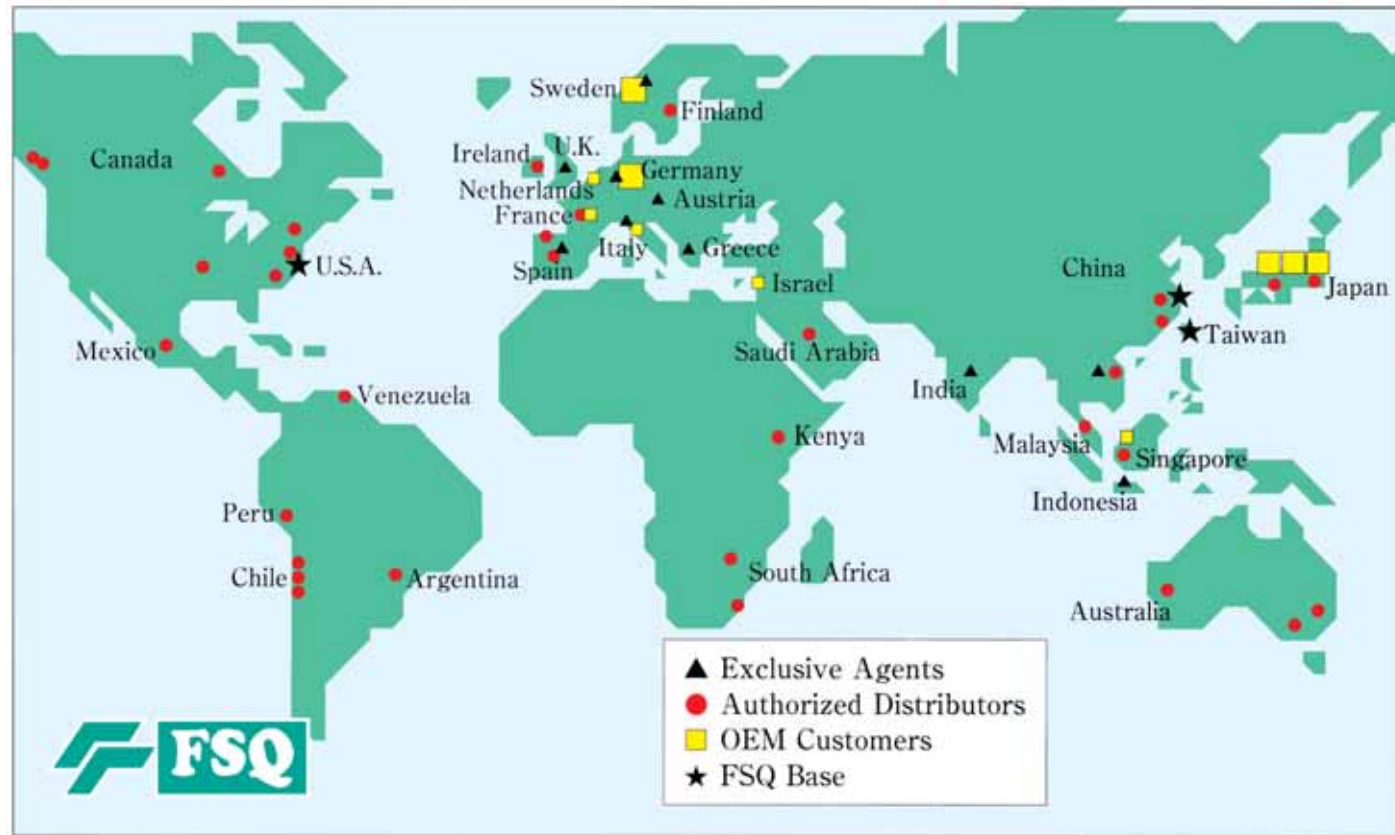 Sweden
Finland
Canada
Ireland
U.K.
Germany
Netherlands
Austria
France
Italy
Greece
Spain
U.S.A.
China
Israel
Japan
Taiwan
Mexico
Saudi Arabia
India
Venezuela
Kenya
Malaysia
Singapore
Indonesia
Peru
Chile
Argentina
South Africa
Australia
Exclusive Agents
Authorized Distributors
OEM Customers
FSQ Base
FSQ